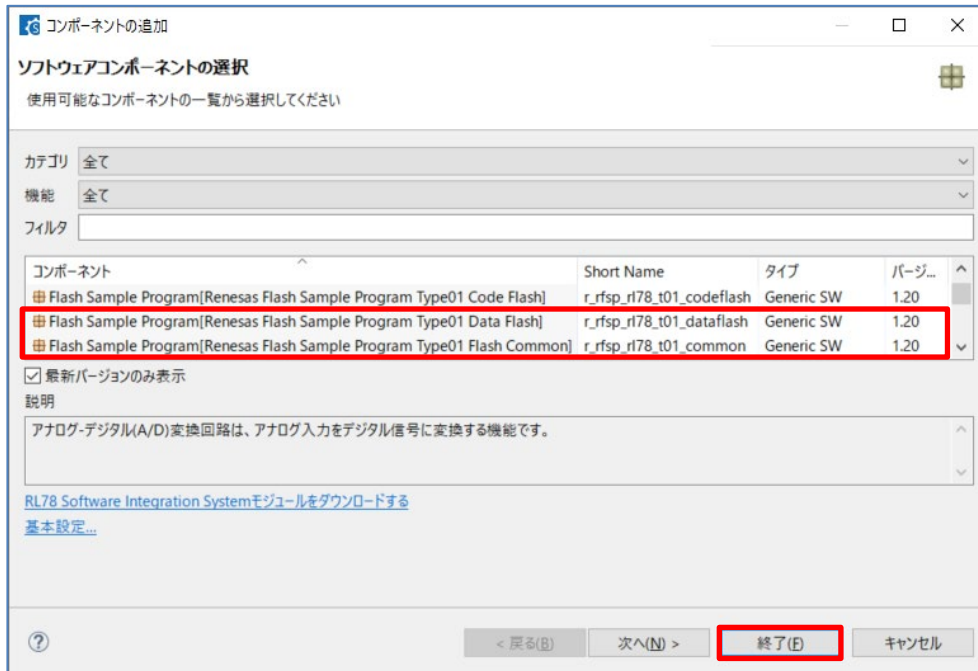 コンポーネントの追加
ソフトウェアコンポーネントの選択
使用可能なコンポーネントの一覧から選択してください
カテゴリ 全て
機能 全て
フィルタ
コンポーネント Short Name タイプ バージ...
Flash Sample Program[Renesas Flash Sample Program Type01 Code Flash] r_rfsp_rl78_t01_codeflash Generic SW 1.20
Flash Sample Program[Renesas Flash Sample Program Type01 Data Flash] r_rfsp_rl78_t01_dataflash Generic SW 1.20
Flash Sample Program[Renesas Flash Sample Program Type01 Flash Common] r_rfsp_rl78_t01_common Generic SW 1.20
最新バージョンのみ表示
説明
アナログ-デジタル(A/D)変換回路は、アナログ入力をデジタル信号に変換する機能です。
RL78 Software Integration Systemモジュールをダウンロードする
基本設定...
< 戻る(B) 次へ(N) > 終了(F) キャンセル